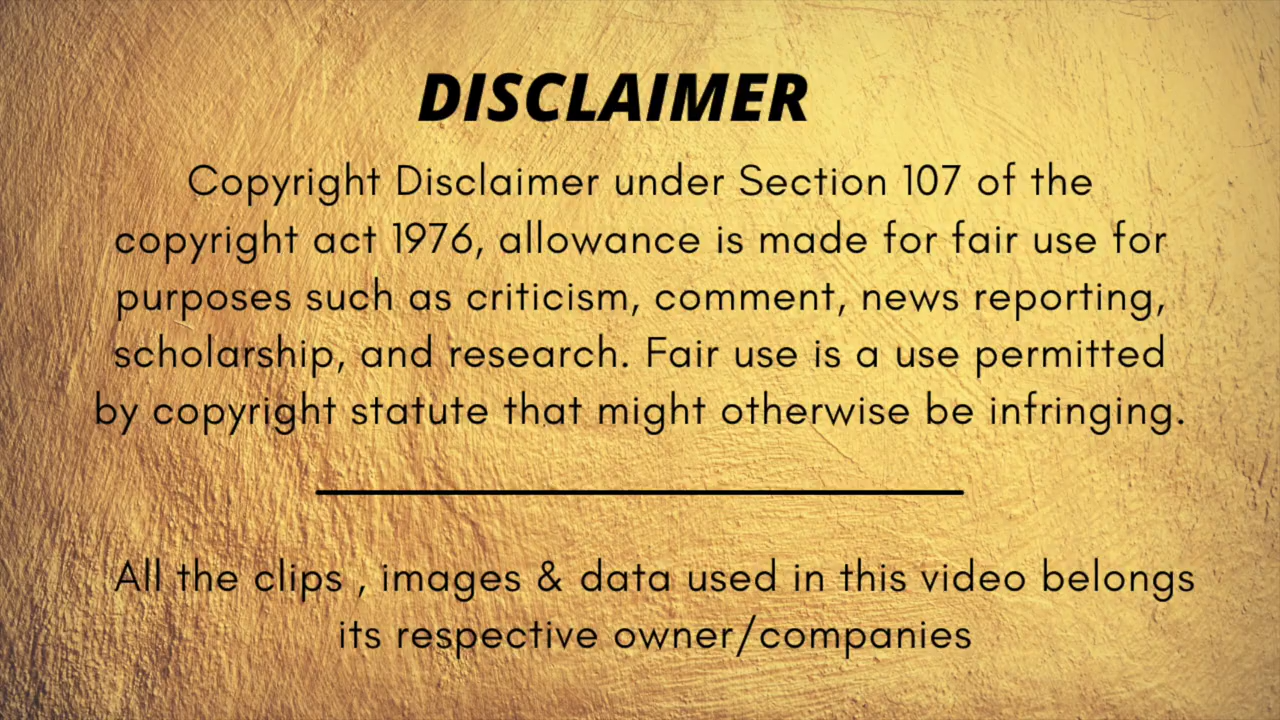 DISCLAIMER
Copyright Disclaimer under Section 107 of the
copyright act 1976, allowance is made for fair use for
purposes such as criticism, comment, news reporting,
scholarship, and research. Fair use is a use permitted
by copyright statute that might otherwise be infringing.
All the clips , images & data used in this video belongs
its respective owner/companies